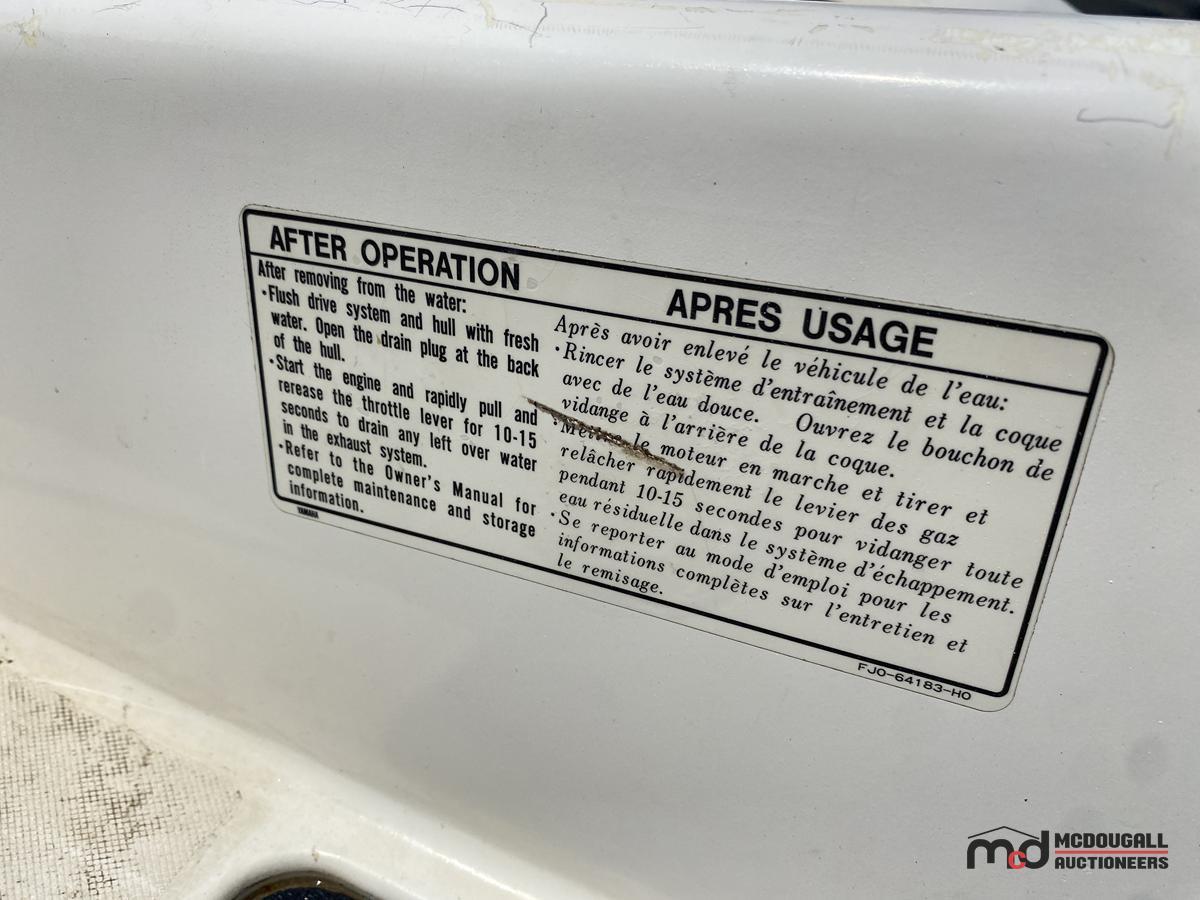 AFTER OPERATION
After removing from the water:
•Flush drive system and hull with fresh
water. Open the drain plug at the back
of the hull.
•Start the engine and rapidly pull and
rerease the throttle lever for 10-15
seconds to drain any left over water
in the exhaust system.
•Refer to the Owner's Manual for
complete maintenance and storage
information.
YAMAHA
APRES USAGE
Après avoir enlevé le véhicule de l'eau:
•Rincer le système d'entraînement et la coque
avec de l'eau douce. Ouvrez le bouchon de
vidange à l'arrière de la coque.
•Mettre le moteur en marche et tirer et
relâcher rapidement le levier des gaz
pendant 10-15 secondes pour vidanger toute
eau résiduelle dans le système d'échappement.
•Se reporter au mode d'emploi pour les
informations complètes sur l'entretien et
le remisage.
FJ0-64183-H0
mcd MCDOUGALL
AUCTIONEERS